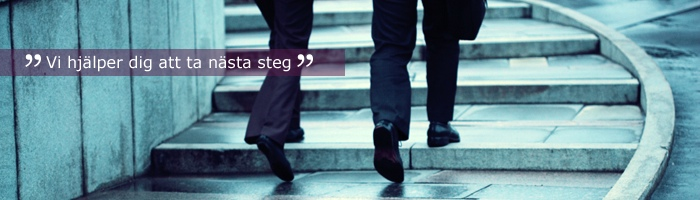 ” Vi hjälper dig att ta nästa steg ”